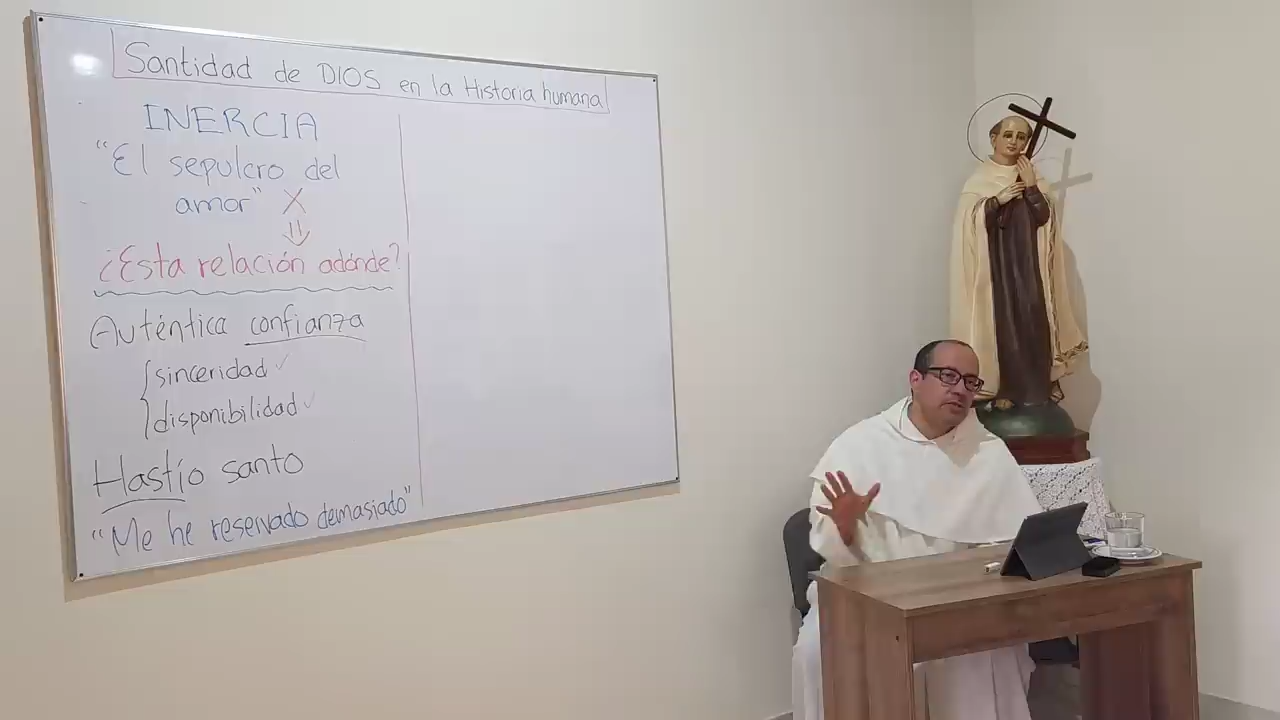 Santidad de DIOS en la Historia humana
INERCIA
"El sepulcro del
amor" X
⇓
¿Esta relación adónde?
Auténtica confianza
{ sinceridad ✓
disponibilidad ✓
Hastío santo
"Me he reservado demasiado"